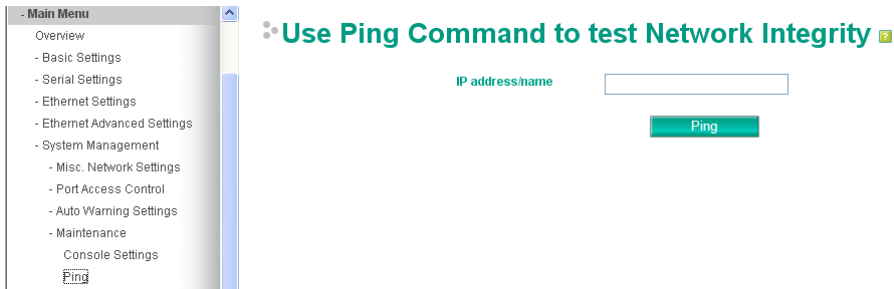 - Main Menu
Overview
- Basic Settings
- Serial Settings
- Ethernet Settings
- Ethernet Advanced Settings
- System Management
- Misc. Network Settings
- Port Access Control
- Auto Warning Settings
- Maintenance
Console Settings
Ping
Use Ping Command to test Network Integrity ?
IP address/name
Ping